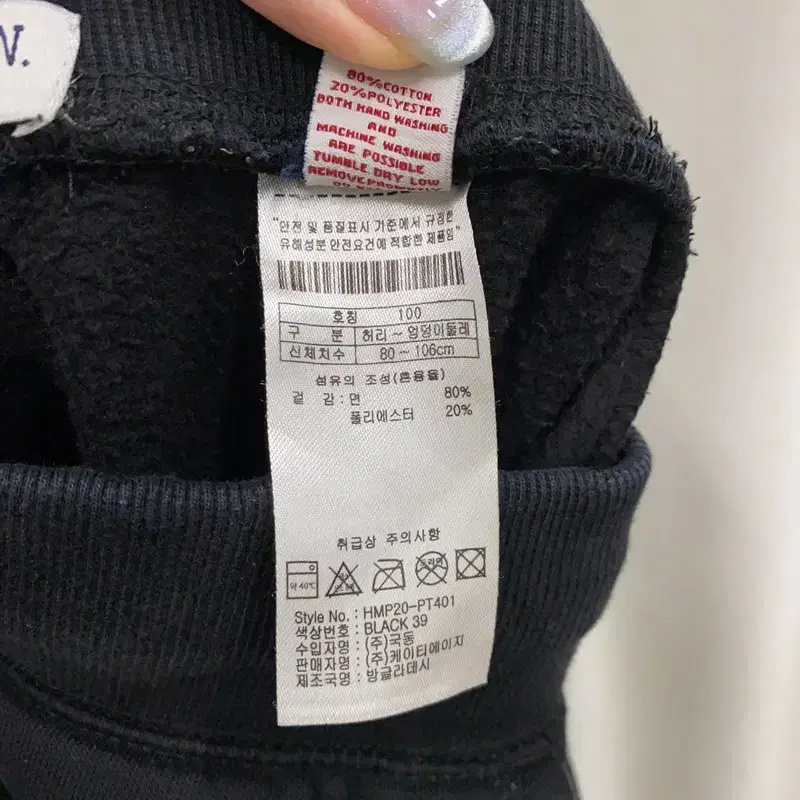 W.
80%COTTON
20%POLYESTER
BOTH HAND WASHING
AND
MACHINE WASHING
ARE POSSIBLE
TUMBLE DRY LOW
"안전 및 품질표시 기준에서 규정한
유해성분 안전요건에 적합한 제품임"
호칭 100
구 분 허리 ~ 엉덩이둘레
신체치수 80 ~ 106cm
섬유의 조성(혼용율)
겉 감 : 면 80%
폴리에스터 20%
취급상 주의사항
약 40℃
드라이
Style No. : HMP20-PT401
색상번호 : BLACK 39
수입자명 : (주)국동
판매자명 : (주)케이티에이지
제조국명 : 방글라데시